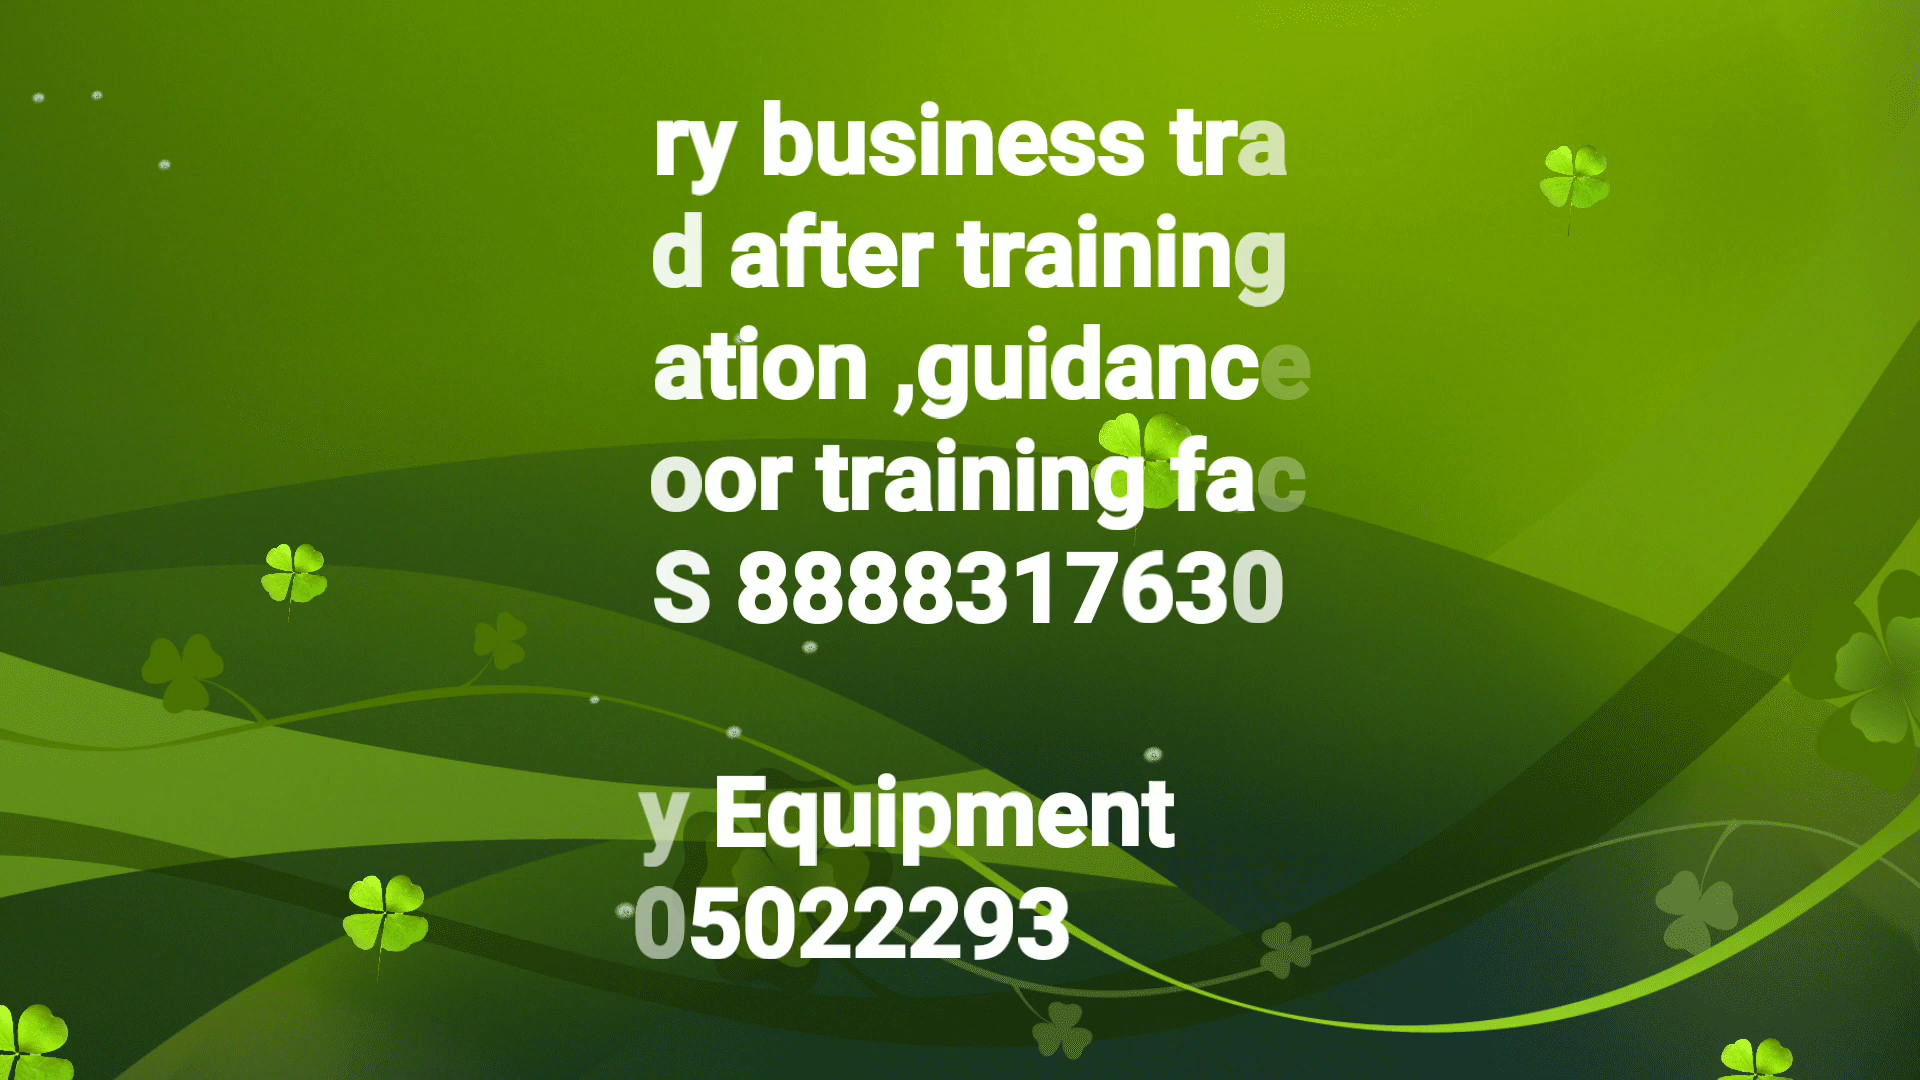 ry business tra
d after training
ation ,guidance
oor training fac
S 8888317630
y Equipment
05022293